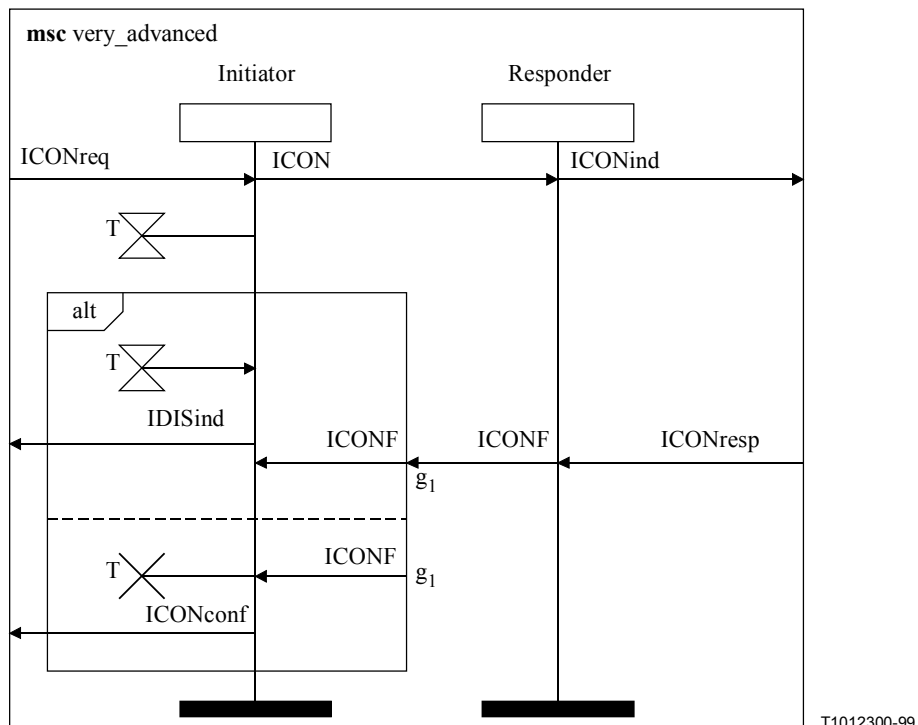 msc very_advanced
Initiator Responder
ICONreq ICON ICONind
T
alt
T
IDISind ICONF ICONF ICONresp
g1
T ICONF g1
ICONconf
T1012300-99